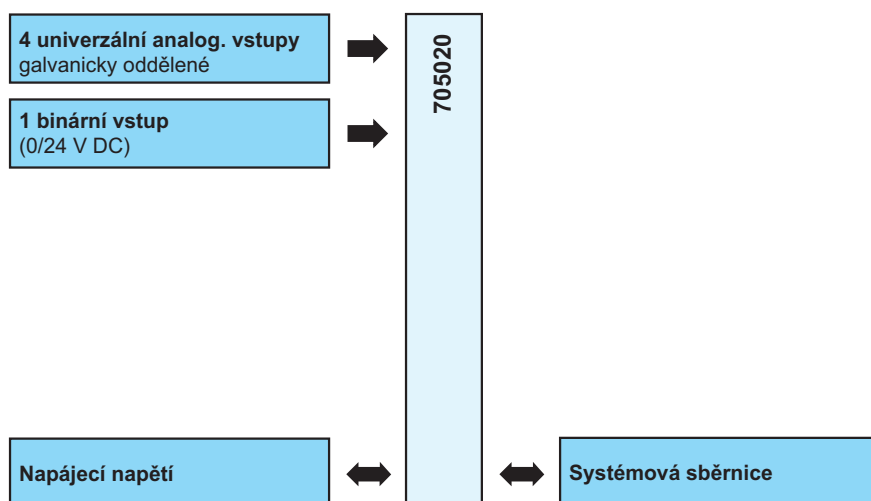 4 univerzální analog. vstupy
galvanicky oddělené
705020
1 binární vstup
(0/24 V DC)
Napájecí napětí
Systémová sběrnice